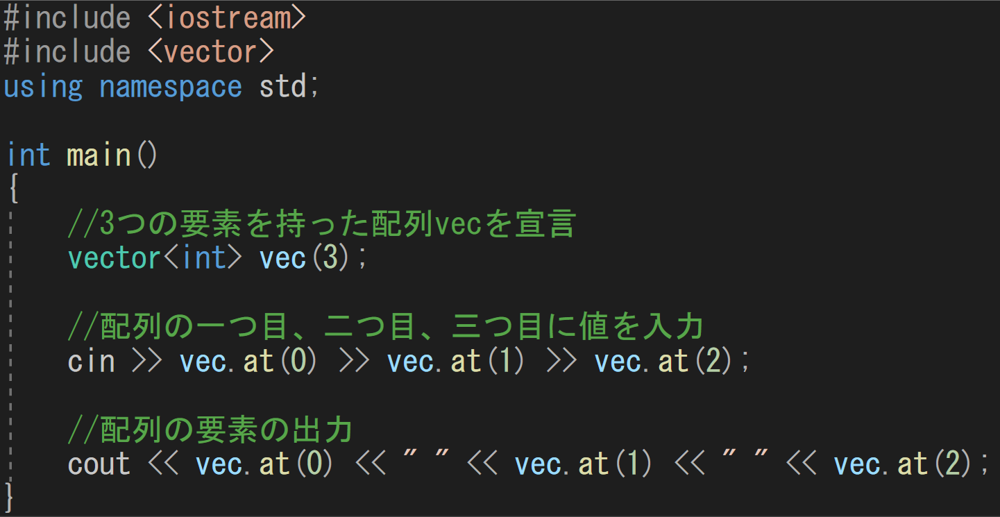 #include <iostream>
#include <vector>
using namespace std;
int main()
{
//3つの要素を持った配列vecを宣言
vector<int> vec(3);
//配列の一つ目、二つ目、三つ目に値を入力
cin >> vec.at(0) >> vec.at(1) >> vec.at(2);
//配列の要素の出力
cout << vec.at(0) << " " << vec.at(1) << " " << vec.at(2);
}